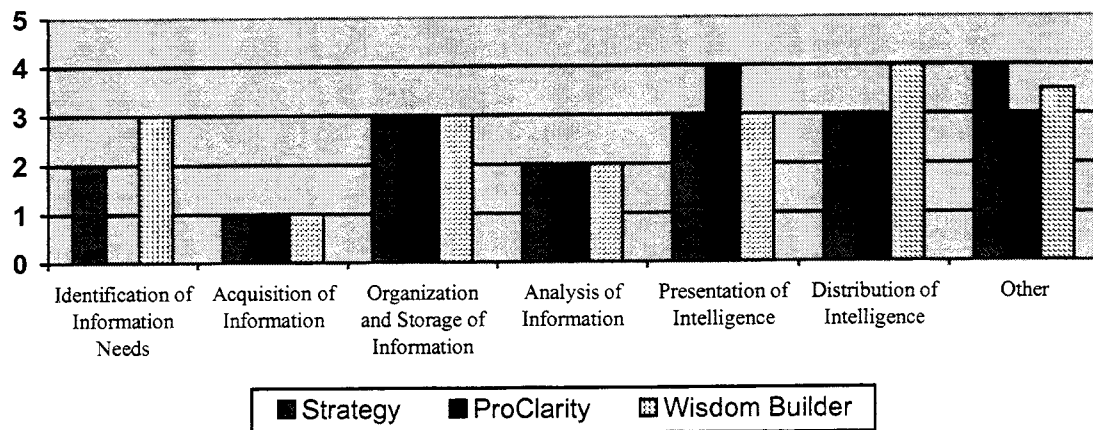 5
4
3
2
1
0
Identification of Information Needs
Acquisition of Information
Organization and Storage of Information
Analysis of Information
Presentation of Intelligence
Distribution of Intelligence
Other
Strategy ProClarity Wisdom Builder